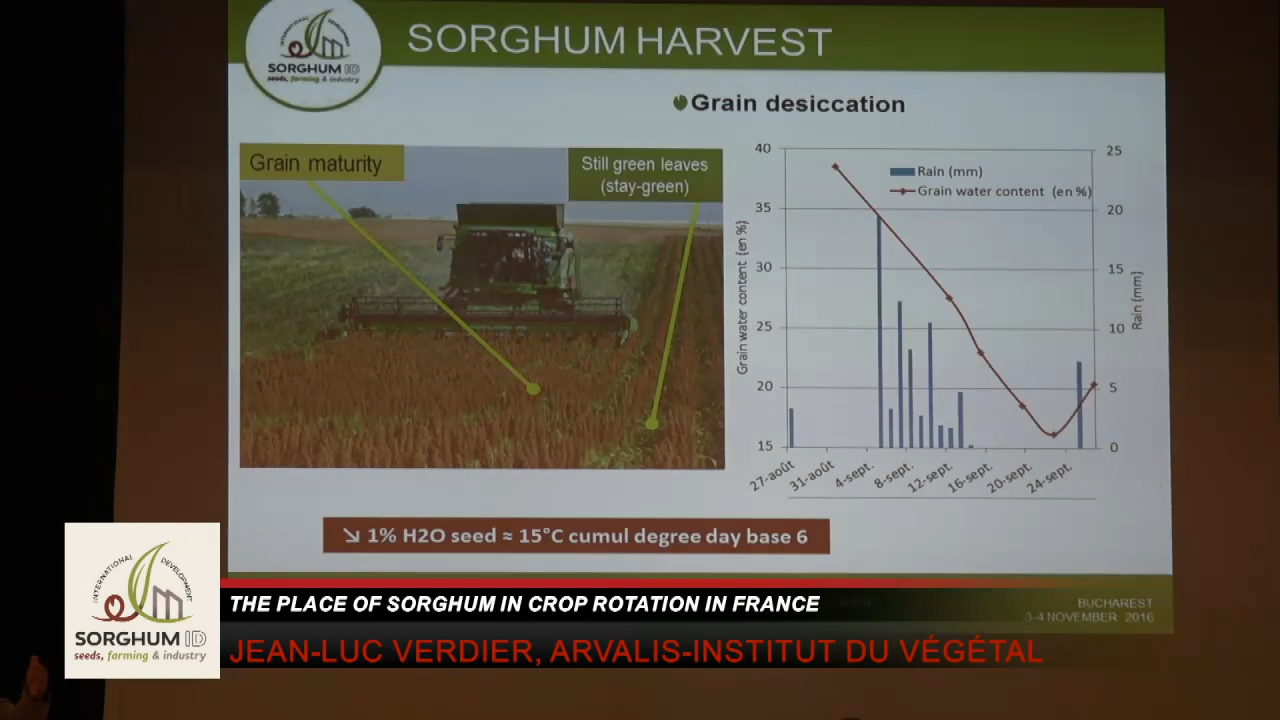 INTERNATIONAL DEVELOPMENT
SORGHUM ID
seeds, farming & industry
SORGHUM HARVEST
Grain desiccation
Grain maturity
Still green leaves
(stay-green)
Rain (mm)
Grain water content (en %)
Grain water content (en %)
40
35
30
25
20
15
25
20
15
10
5
0
Rain (mm)
27-août
31-août
4-sept.
8-sept.
12-sept.
16-sept.
20-sept.
24-sept.
↘ 1% H2O seed ≈ 15°C cumul degree day base 6
BUCHAREST
3-4 NOVEMBER 2016
INTERNATIONAL DEVELOPMENT
SORGHUM ID
seeds, farming & industry
THE PLACE OF SORGHUM IN CROP ROTATION IN FRANCE
JEAN-LUC VERDIER, ARVALIS-INSTITUT DU VÉGÉTAL